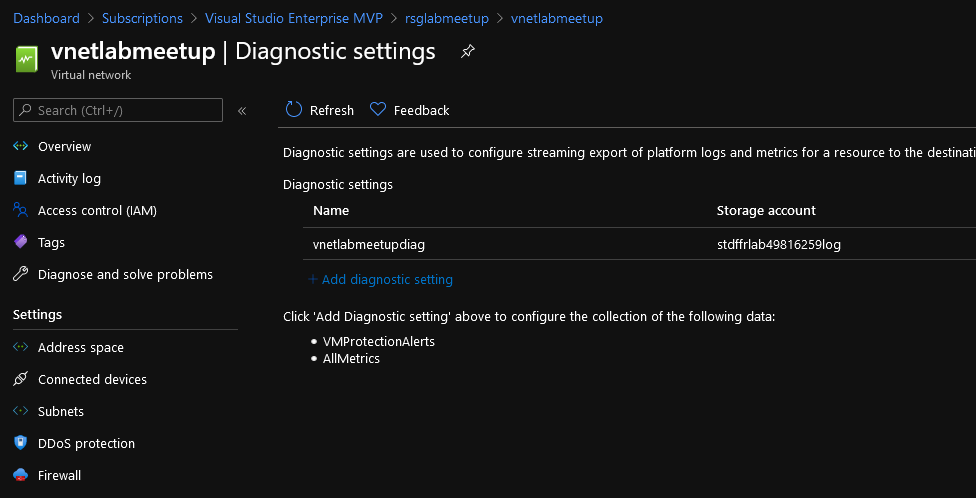 Dashboard > Subscriptions > Visual Studio Enterprise MVP > rsglabmeetup > vnetlabmeetup
vnetlabmeetup | Diagnostic settings
Virtual network
Search (Ctrl+/)
«
Overview
Activity log
Access control (IAM)
Tags
Diagnose and solve problems
Settings
Address space
Connected devices
Subnets
DDoS protection
Firewall
Refresh
Feedback
Diagnostic settings are used to configure streaming export of platform logs and metrics for a resource to the destinati
Diagnostic settings
Name
Storage account
vnetlabmeetupdiag
stdffrlab49816259log
+ Add diagnostic setting
Click 'Add Diagnostic setting' above to configure the collection of the following data:
• VMProtectionAlerts
• AllMetrics